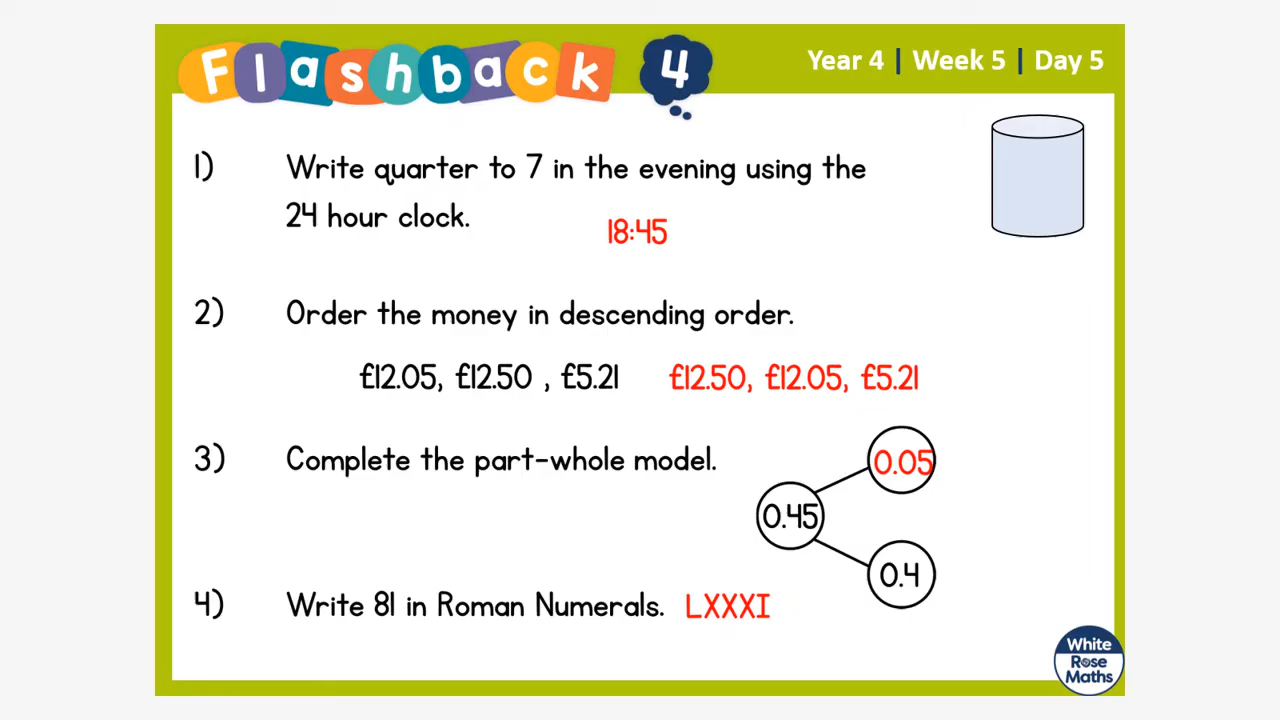 Flashback 4
Year 4 | Week 5 | Day 5
1) Write quarter to 7 in the evening using the
24 hour clock.
18:45
2) Order the money in descending order.
£12.05, £12.50 , £5.21 £12.50, £12.05, £5.21
3) Complete the part-whole model.
0.05
0.45
0.4
4) Write 81 in Roman Numerals. LXXXI
White
Rose
Maths